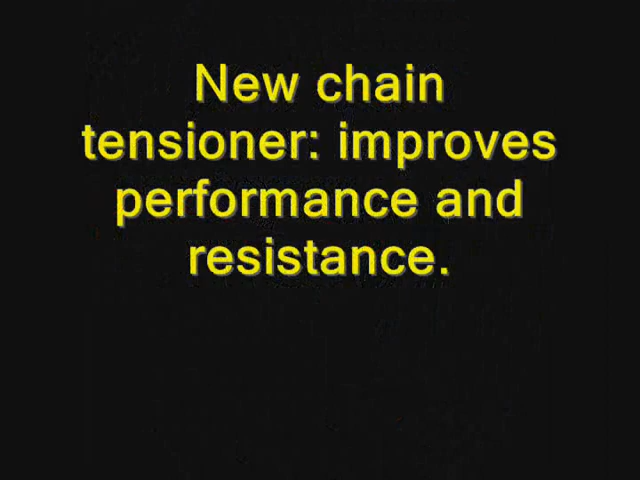 New chain
tensioner: improves
performance and
resistance.